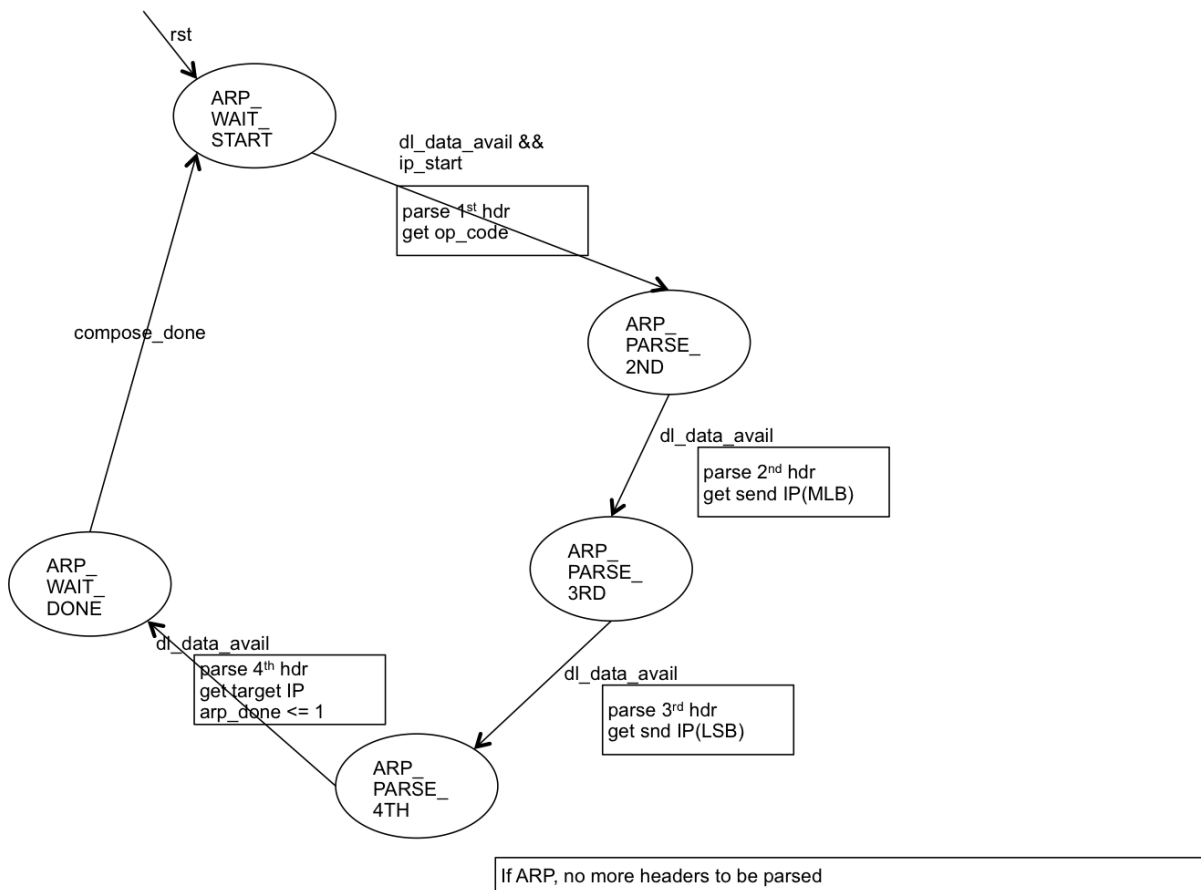 rst
ARP_
WAIT_
START
dl_data_avail &&
ip_start
parse 1st hdr
get op_code
ARP_
PARSE_
2ND
compose_done
dl_data_avail
parse 2nd hdr
get send IP(MLB)
ARP_
PARSE_
3RD
ARP_
WAIT_
DONE
dl_data_avail
parse 3rd hdr
get snd IP(LSB)
dl_data_avail
parse 4th hdr
get target IP
arp_done <= 1
ARP_
PARSE_
4TH
If ARP, no more headers to be parsed